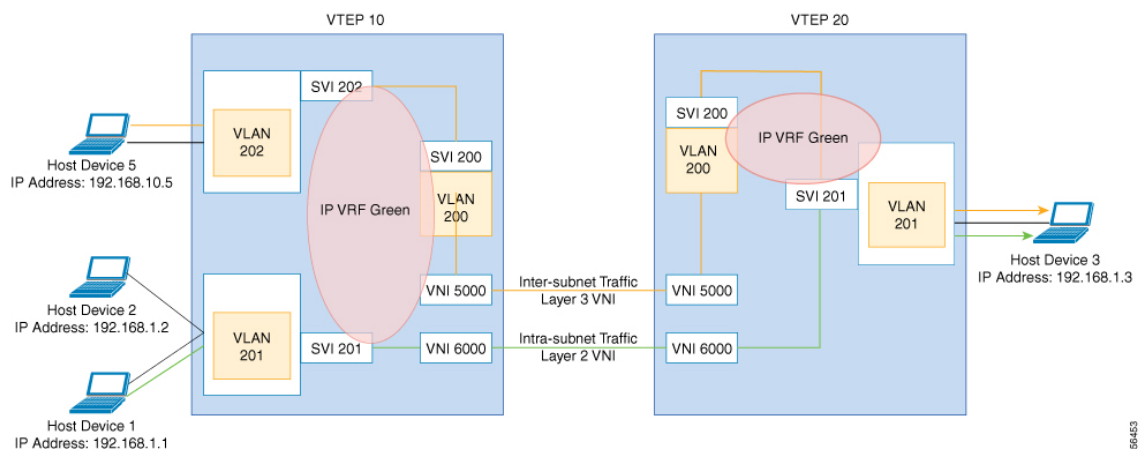 VTEP 10
VTEP 20
SVI 202
VLAN
202
Host Device 5
IP Address: 192.168.10.5
SVI 200
VLAN
200
IP VRF Green
Host Device 2
IP Address: 192.168.1.2
VLAN
201
SVI 201
VNI 5000
VNI 6000
Host Device 1
IP Address: 192.168.1.1
Inter-subnet Traffic
Layer 3 VNI
Intra-subnet Traffic
Layer 2 VNI
SVI 200
VLAN
200
IP VRF Green
SVI 201
VLAN
201
VNI 5000
VNI 6000
Host Device 3
IP Address: 192.168.1.3
56453